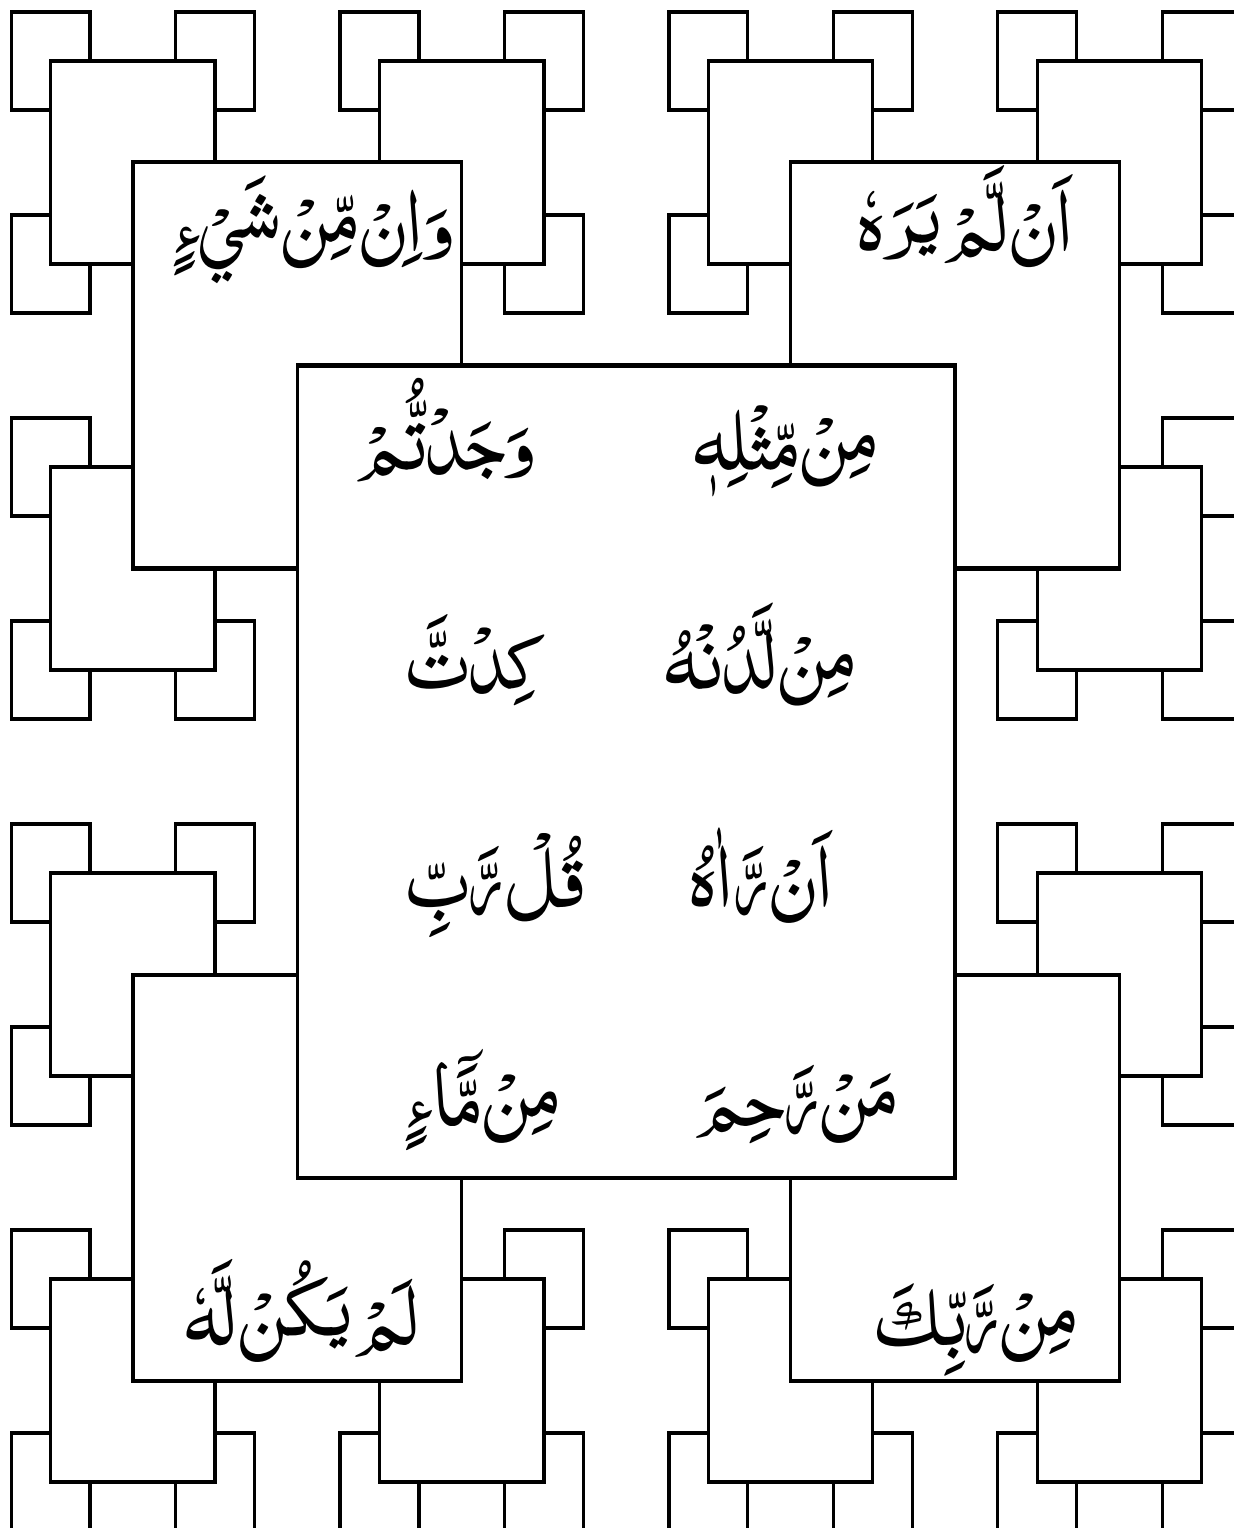 اَنْ لَّمْ يَرَهٗ
وَاِنْ مِّنْ شَيْءٍ
مِنْ مِّثْلِهٖ
وَجَدْتُّمْ
مِنْ لَّدُنْهُ
كِدْتَّ
اَنْ رَّاٰهُ
قُلْ رَّبِّ
مَنْ رَّحِمَ
مِنْ مَّآءٍ
مِنْ رَّبِّكَ
لَمْ يَكُنْ لَّهٗ